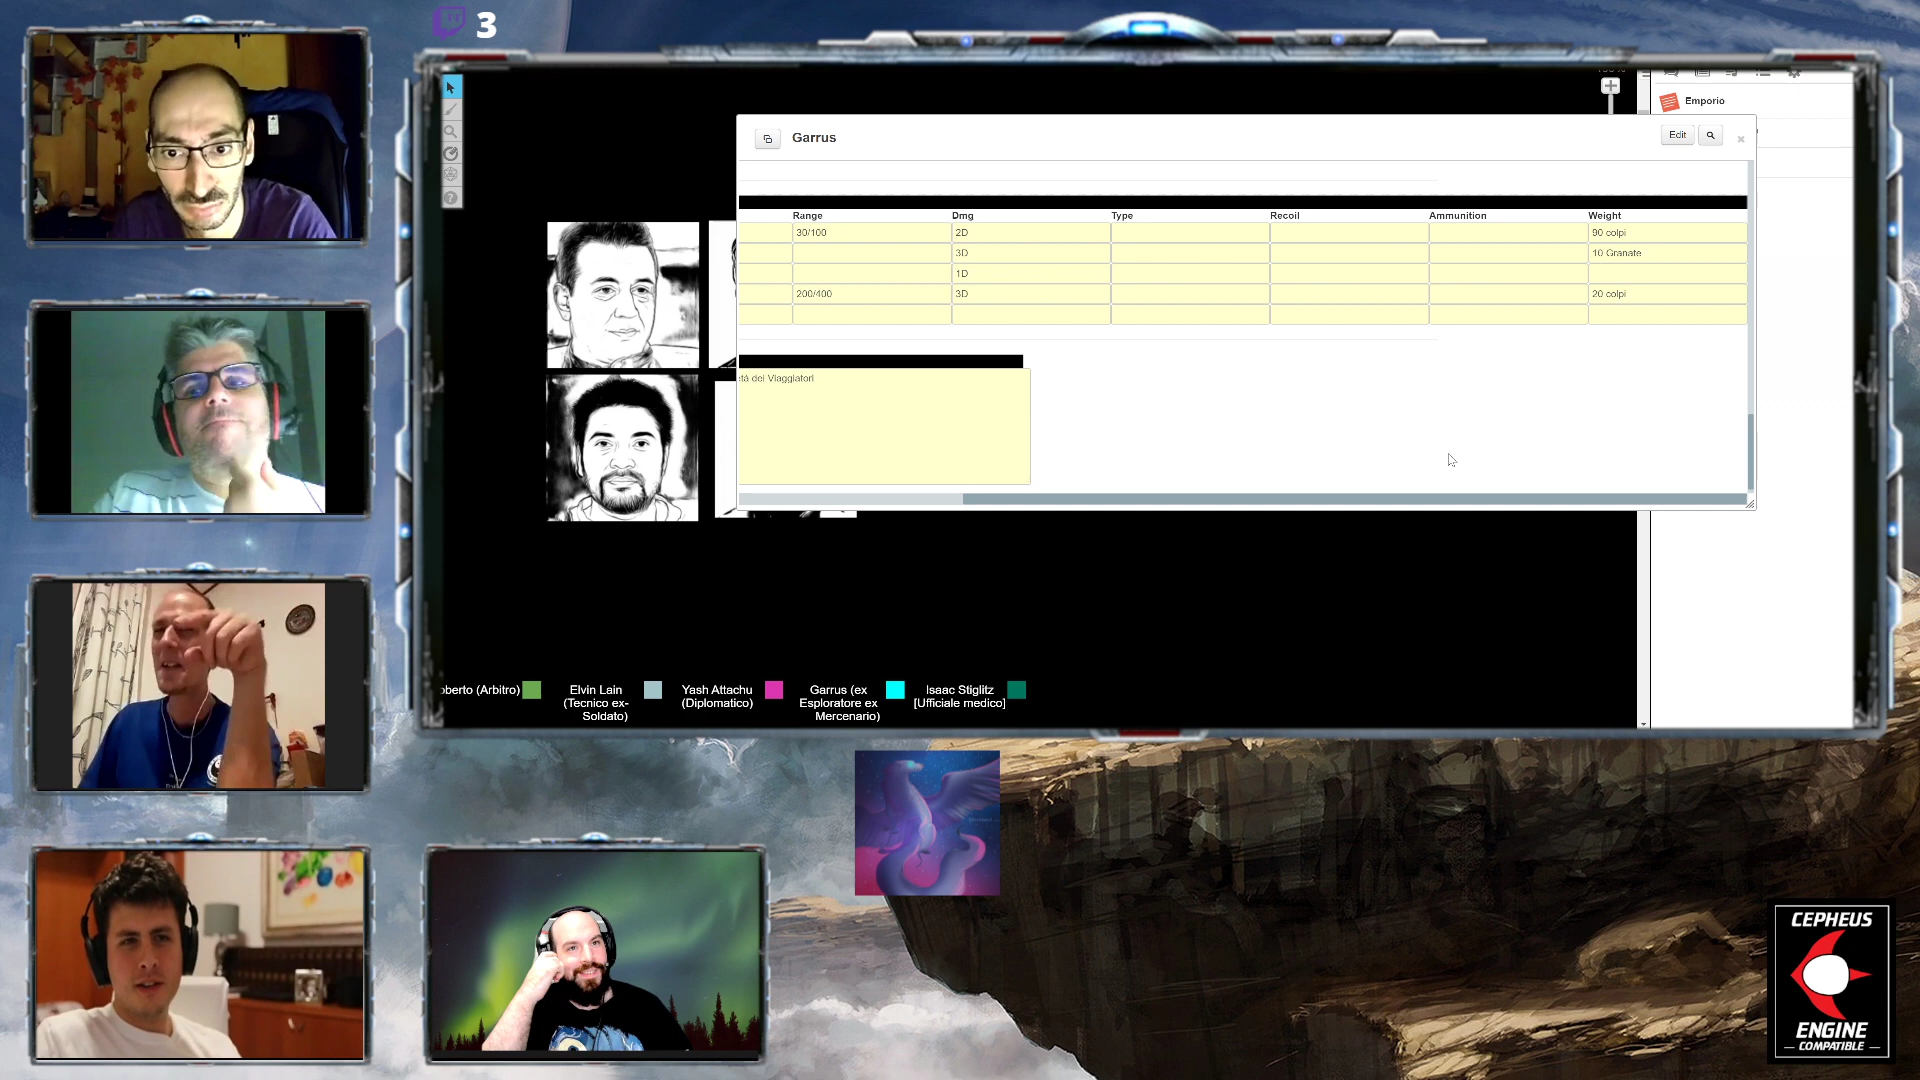 3
Emporio
Garrus
Edit
Range Dmg Type Recoil Ammunition Weight
30/100 2D 90 colpi
3D 10 Granate
1D
200/400 3D 20 colpi
dei Viaggiatori
(Arbitro)
Elvin Lain
(Tecnico ex-
Soldato)
Yash Attachu
(Diplomatico)
Garrus (ex
Esploratore ex
Mercenario)
Isaac Stiglitz
[Ufficiale medico]
CEPHEUS
ENGINE
— COMPATIBLE —